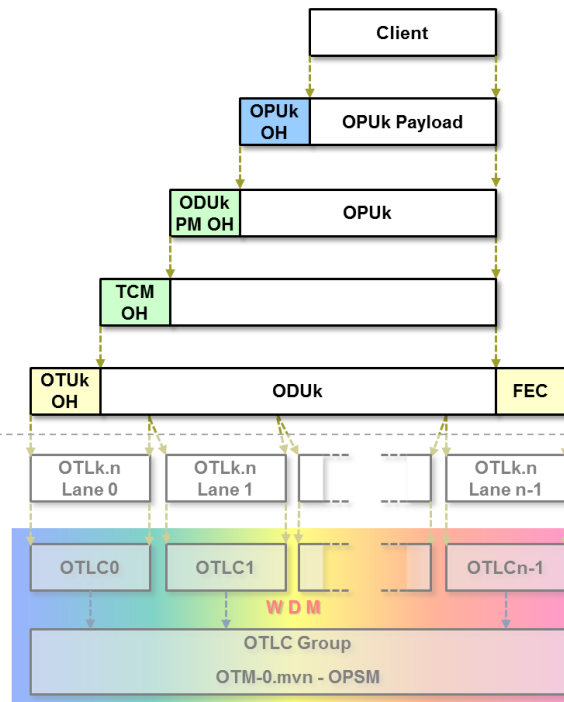 Client
OPUk
OH
OPUk Payload
ODUk
PM OH
OPUk
TCM
OH
OTUk
OH
ODUk
FEC
OTLk.n
Lane 0
OTLk.n
Lane 1
OTLk.n
Lane n-1
OTLC0
OTLC1
OTLCn-1
W D M
OTLC Group
OTM-0.mvn - OPSM